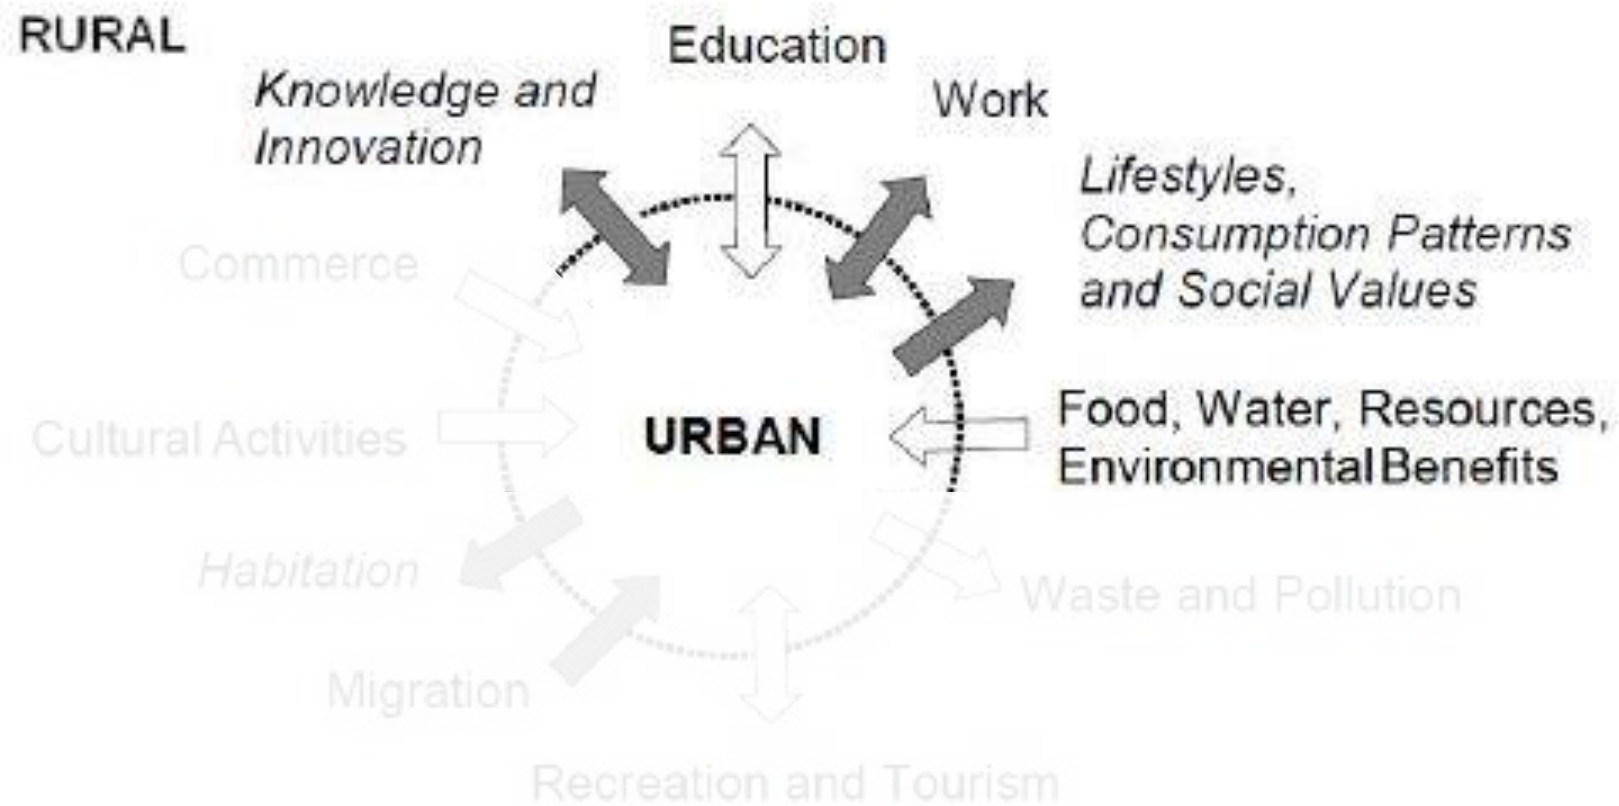 RURAL
Education
Knowledge and
Innovation
Work
Lifestyles,
Consumption Patterns
and Social Values
Commerce
Food, Water, Resources,
Environmental Benefits
Cultural Activities
URBAN
Habitation
Waste and Pollution
Migration
Recreation and Tourism